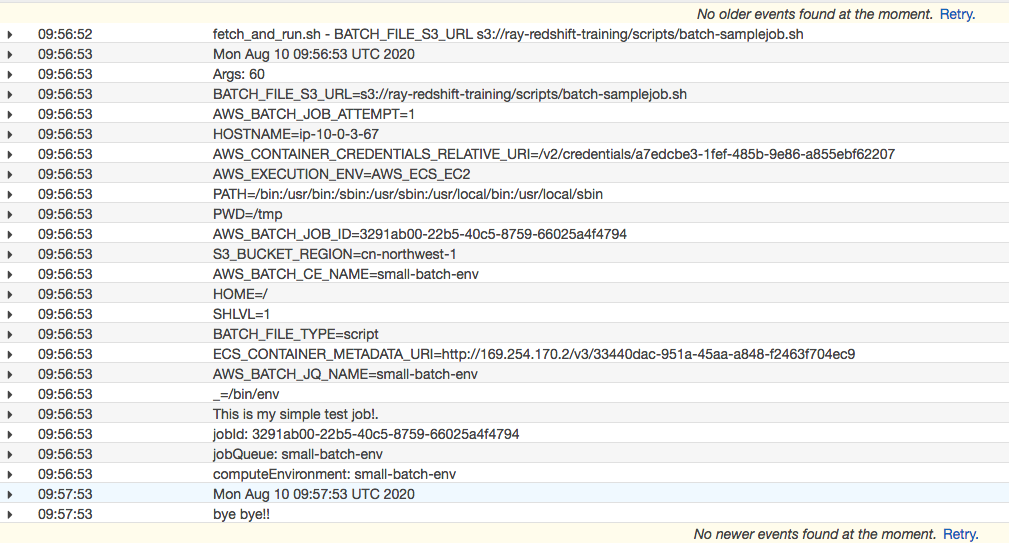 No older events found at the moment. Retry.
09:56:52 fetch_and_run.sh - BATCH_FILE_S3_URL s3://ray-redshift-training/scripts/batch-samplejob.sh
09:56:53 Mon Aug 10 09:56:53 UTC 2020
09:56:53 Args: 60
09:56:53 BATCH_FILE_S3_URL=s3://ray-redshift-training/scripts/batch-samplejob.sh
09:56:53 AWS_BATCH_JOB_ATTEMPT=1
09:56:53 HOSTNAME=ip-10-0-3-67
09:56:53 AWS_CONTAINER_CREDENTIALS_RELATIVE_URI=/v2/credentials/a7edcbe3-1fef-485b-9e86-a855ebf62207
09:56:53 AWS_EXECUTION_ENV=AWS_ECS_EC2
09:56:53 PATH=/bin:/usr/bin:/sbin:/usr/sbin:/usr/local/bin:/usr/local/sbin
09:56:53 PWD=/tmp
09:56:53 AWS_BATCH_JOB_ID=3291ab00-22b5-40c5-8759-66025a4f4794
09:56:53 S3_BUCKET_REGION=cn-northwest-1
09:56:53 AWS_BATCH_CE_NAME=small-batch-env
09:56:53 HOME=/
09:56:53 SHLVL=1
09:56:53 BATCH_FILE_TYPE=script
09:56:53 ECS_CONTAINER_METADATA_URI=http://169.254.170.2/v3/33440dac-951a-45aa-a848-f2463f704ec9
09:56:53 AWS_BATCH_JQ_NAME=small-batch-env
09:56:53 _=/bin/env
09:56:53 This is my simple test job!.
09:56:53 jobId: 3291ab00-22b5-40c5-8759-66025a4f4794
09:56:53 jobQueue: small-batch-env
09:56:53 computeEnvironment: small-batch-env
09:57:53 Mon Aug 10 09:57:53 UTC 2020
09:57:53 bye bye!!
No newer events found at the moment. Retry.